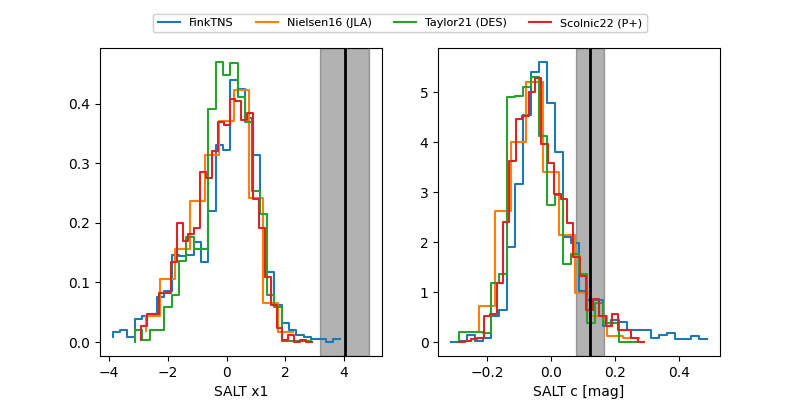 FinkTNS Nielsen16 (JLA) Taylor21 (DES) Scolnic22 (P+)
0.4
0.3
0.2
0.1
0.0
−4 −2 0 2 4
SALT x1
5
4
3
2
1
0
−0.2 0.0 0.2 0.4
SALT c [mag]